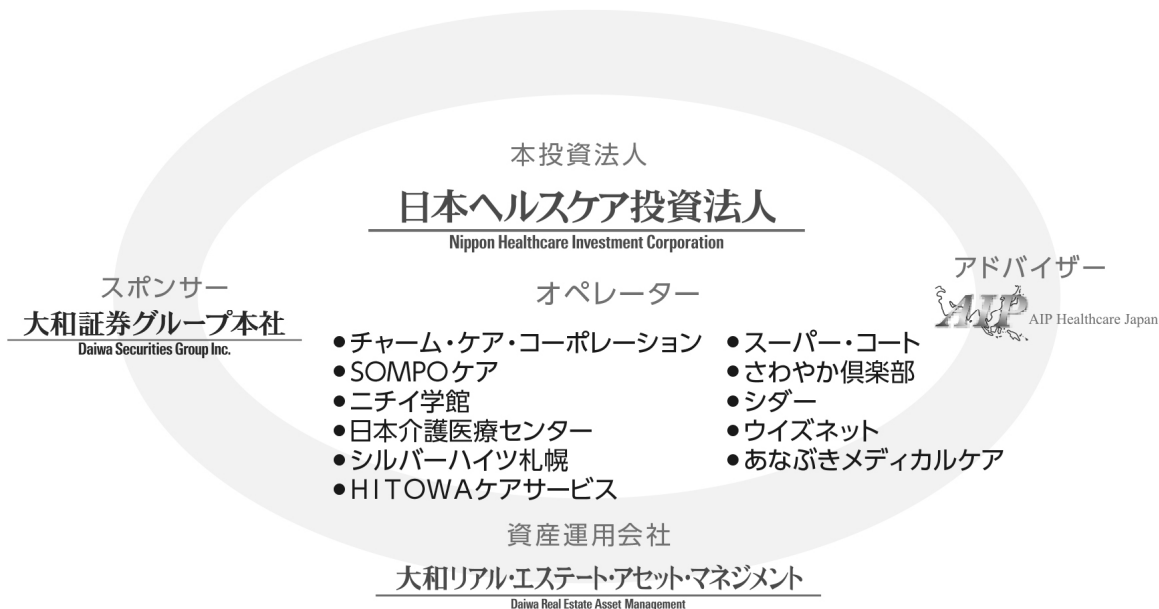 本投資法人
日本ヘルスケア投資法人
Nippon Healthcare Investment Corporation
スポンサー
大和証券グループ本社
Daiwa Securities Group Inc.
アドバイザー
AIP
AIP Healthcare Japan
オペレーター
●チャーム・ケア・コーポレーション
●SOMPOケア
●ニチイ学館
●日本介護医療センター
●シルバーハイツ札幌
●HITOWAケアサービス
●スーパー・コート
●さわやか倶楽部
●シダー
●ウイズネット
●あなぶきメディカルケア
資産運用会社
大和リアル・エステート・アセット・マネジメント
Daiwa Real Estate Asset Management